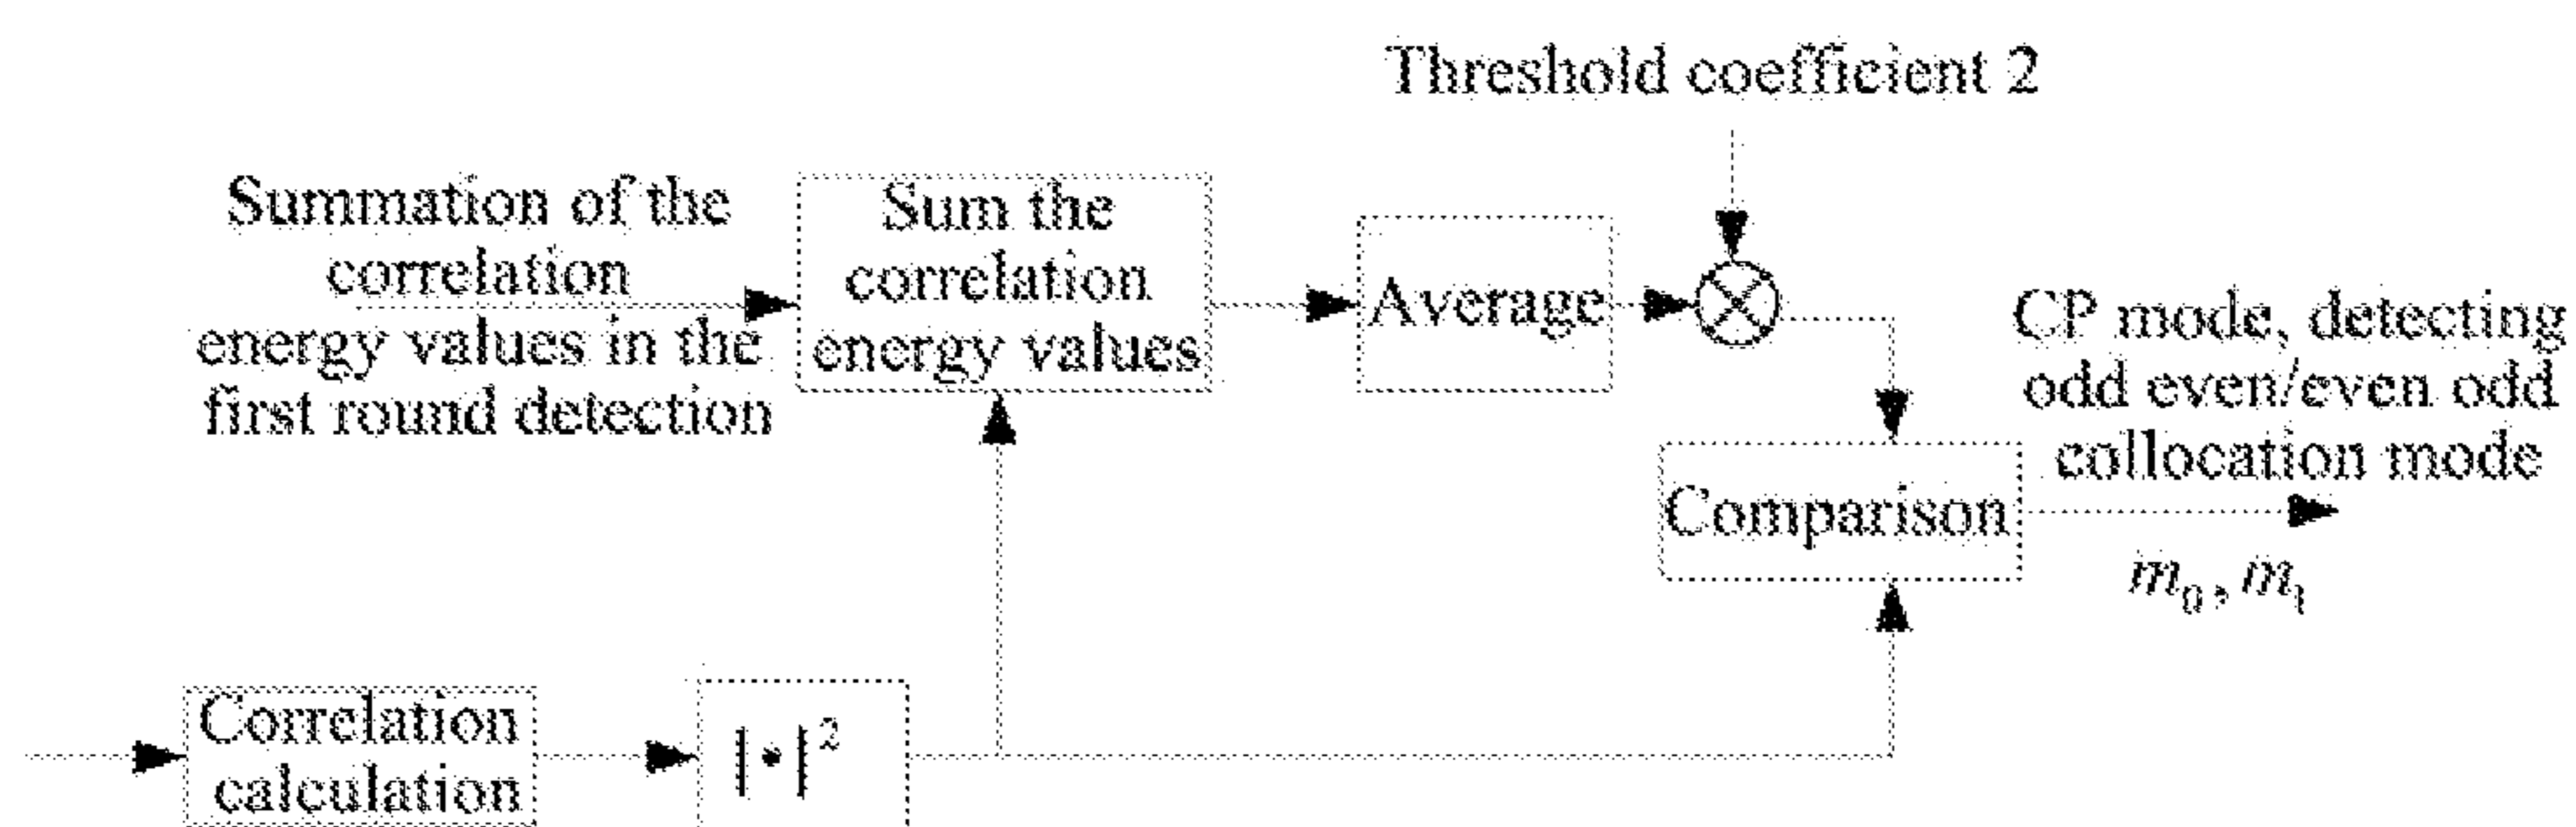 Threshold coefficient 2
Summation of the
correlation
energy values in the
first round detection
Sum the
correlation
energy values
Average
CP mode, detecting
odd even/even odd
collocation mode
Comparison
m₀, m₁
Correlation
calculation
|•|²